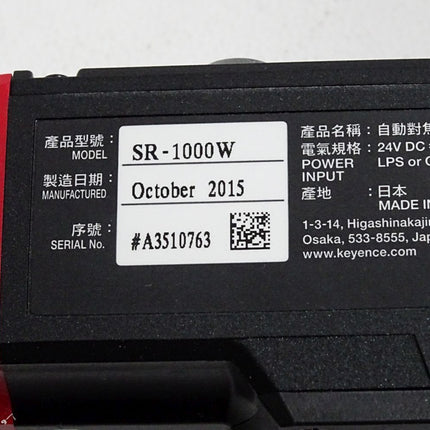 產品型號：
MODEL
SR-1000W
製造日期：
MANUFACTURED
October 2015
序號：
SERIAL No.
#A3510763
產品名稱：自動對焦
電氣規格：24V DC
POWER LPS or
INPUT
產地：日本
MADE IN
1-3-14, Higashinakaji
Osaka, 533-8555, Jap
www.keyence.com